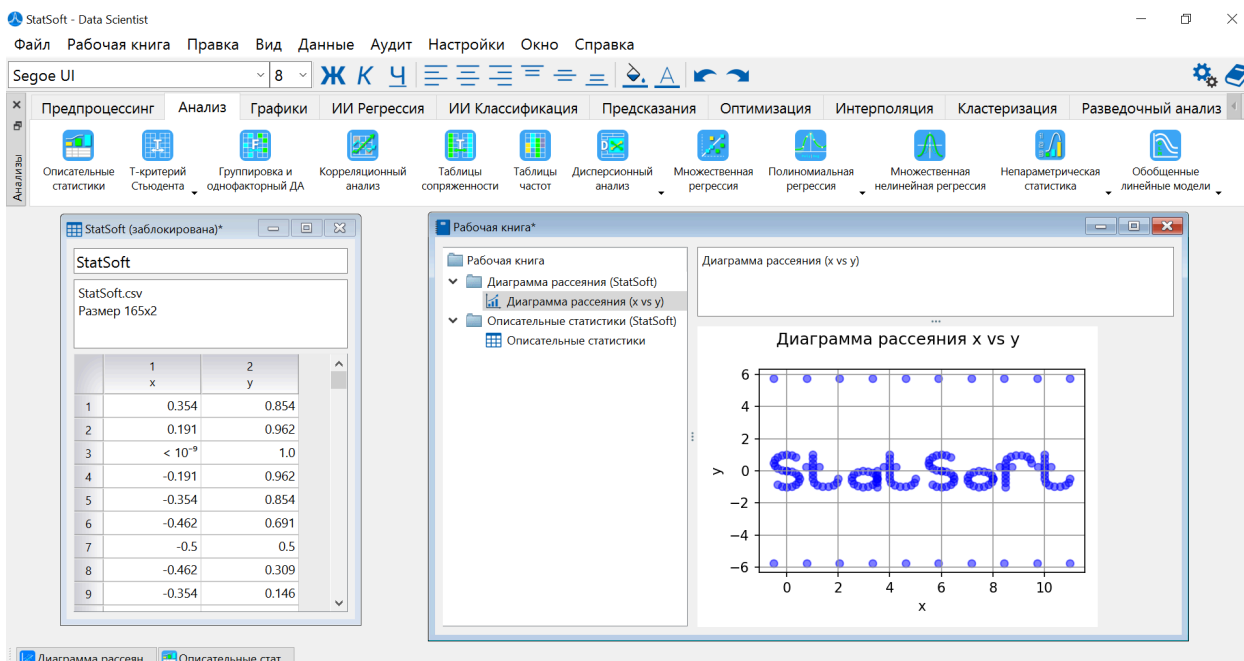 StatSoft - Data Scientist
Файл Рабочая книга Правка Вид Данные Аудит Настройки Окно Справка
Segoe UI 8 Ж К Ч
Предпроцессинг Анализ Графики ИИ Регрессия ИИ Классификация Предсказания Оптимизация Интерполяция Кластеризация Разведочный анализ
Анализы
Описательные статистики
Т-критерий Стьюдента
Группировка и однофакторный ДА
Корреляционный анализ
Таблицы сопряженности
Таблицы частот
Дисперсионный анализ
Множественная регрессия
Полиномиальная регрессия
Множественная нелинейная регрессия
Непараметрическая статистика
Обобщенные линейные модели
StatSoft (заблокирована)*
StatSoft
StatSoft.csv
Размер 165x2
1 2
x y
1 0.354 0.854
2 0.191 0.962
3 < 10⁻⁹ 1.0
4 -0.191 0.962
5 -0.354 0.854
6 -0.462 0.691
7 -0.5 0.5
8 -0.462 0.309
9 -0.354 0.146
Рабочая книга*
Рабочая книга
Диаграмма рассеяния (StatSoft)
Диаграмма рассеяния (x vs y)
Описательные статистики (StatSoft)
Описательные статистики
Диаграмма рассеяния (x vs y)
Диаграмма рассеяния x vs y
6
4
2
0
−2
−4
−6
y
StatSoft
0 2 4 6 8 10
x
Диаграмма рассеян... Описательные стат...